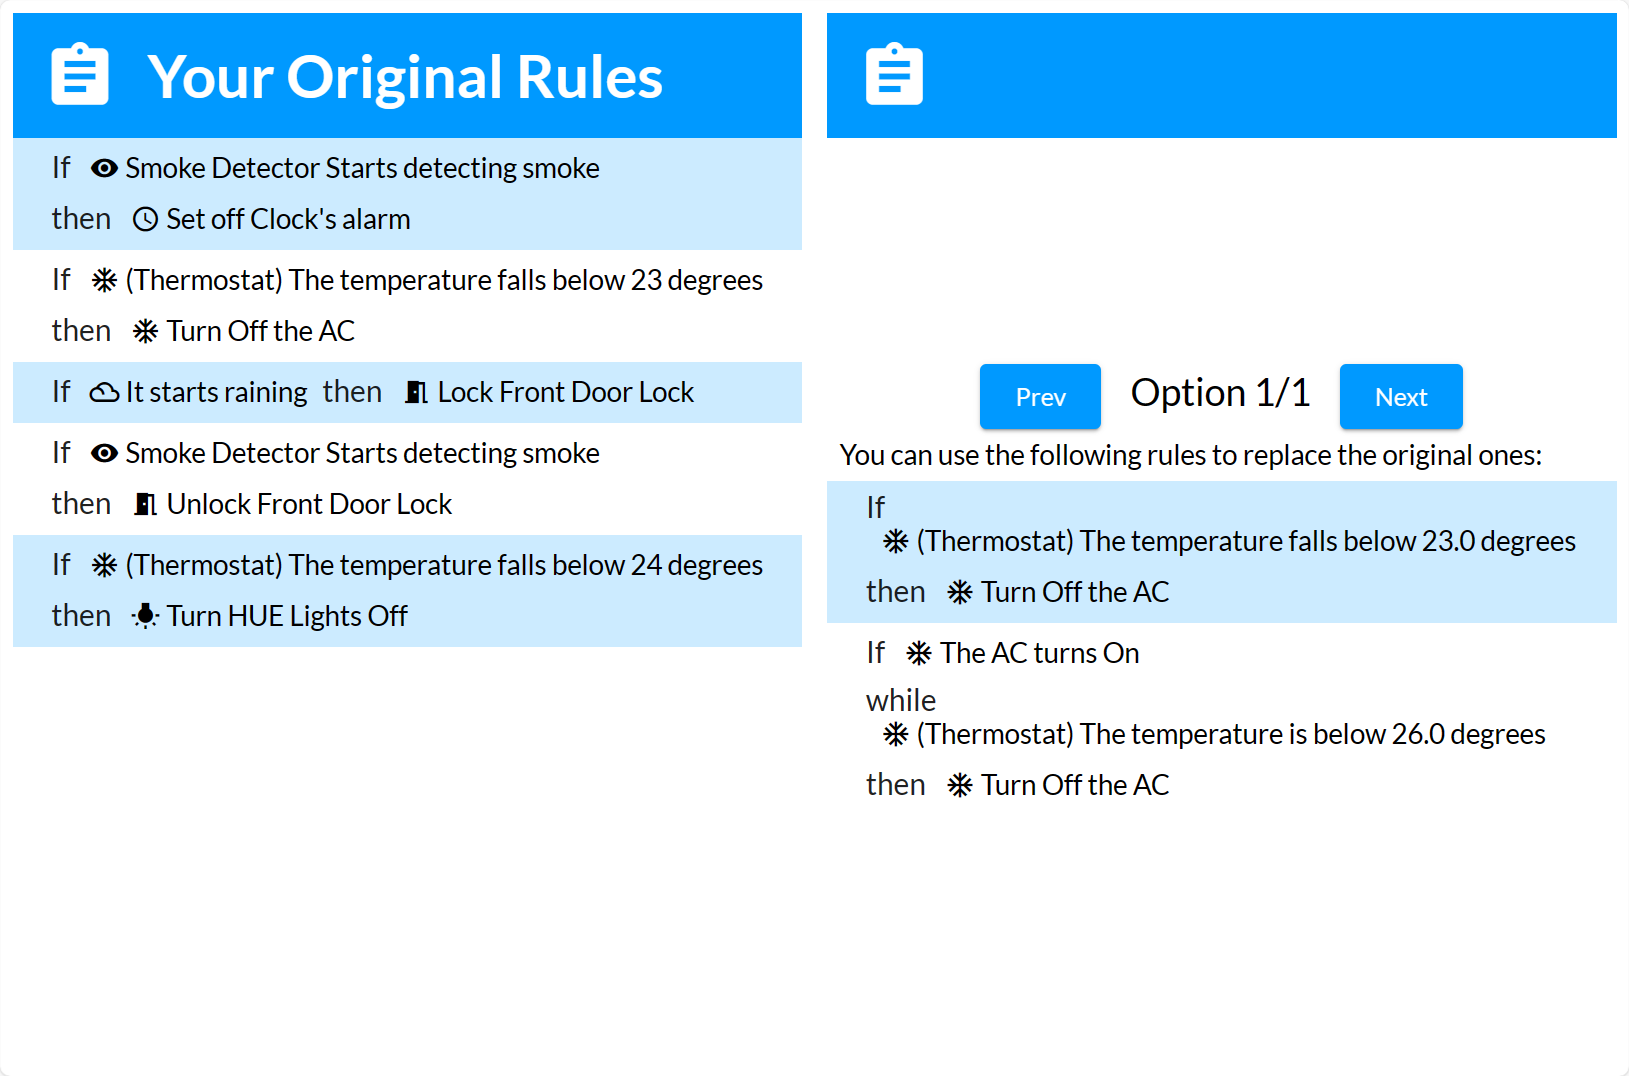 Your Original Rules
If Smoke Detector Starts detecting smoke
then Set off Clock's alarm
If (Thermostat) The temperature falls below 23 degrees
then Turn Off the AC
If It starts raining then Lock Front Door Lock
If Smoke Detector Starts detecting smoke
then Unlock Front Door Lock
If (Thermostat) The temperature falls below 24 degrees
then Turn HUE Lights Off
Prev Option 1/1 Next
You can use the following rules to replace the original ones:
If
(Thermostat) The temperature falls below 23.0 degrees
then Turn Off the AC
If The AC turns On
while
(Thermostat) The temperature is below 26.0 degrees
then Turn Off the AC